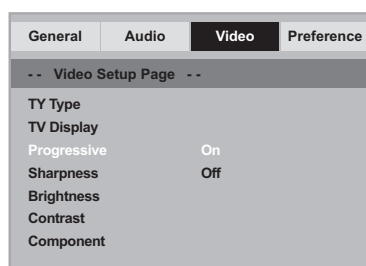 General Audio Video Preference
-- Video Setup Page --
TY Type
TV Display
Progressive On
Sharpness Off
Brightness
Contrast
Component